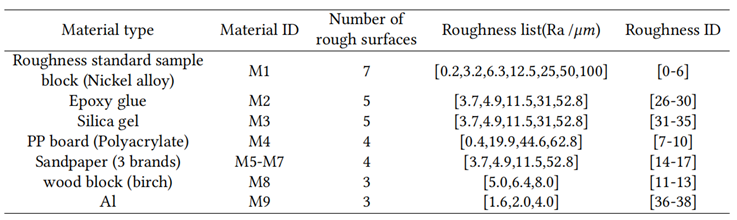 Material type Material ID Number of rough surfaces Roughness list(Ra /μm) Roughness ID
Roughness standard sample block (Nickel alloy) M1 7 [0.2,3.2,6.3,12.5,25,50,100] [0-6]
Epoxy glue M2 5 [3.7,4.9,11.5,31,52.8] [26-30]
Silica gel M3 5 [3.7,4.9,11.5,31,52.8] [31-35]
PP board (Polyacrylate) M4 4 [0.4,19.9,44.6,62.8] [7-10]
Sandpaper (3 brands) M5-M7 4 [3.7,4.9,11.5,52.8] [14-17]
wood block (birch) M8 3 [5.0,6.4,8.0] [11-13]
Al M9 3 [1.6,2.0,4.0] [36-38]